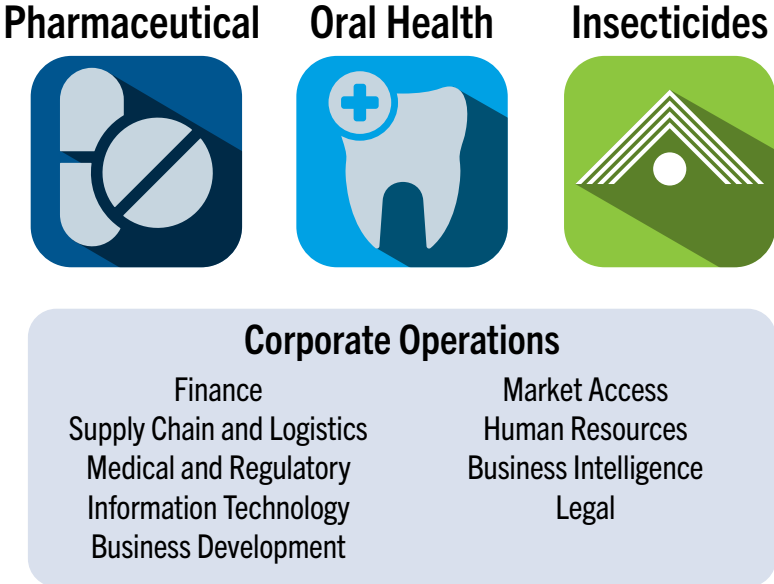 Pharmaceutical
Oral Health
Insecticides
Corporate Operations
Finance
Supply Chain and Logistics
Medical and Regulatory
Information Technology
Business Development
Market Access
Human Resources
Business Intelligence
Legal